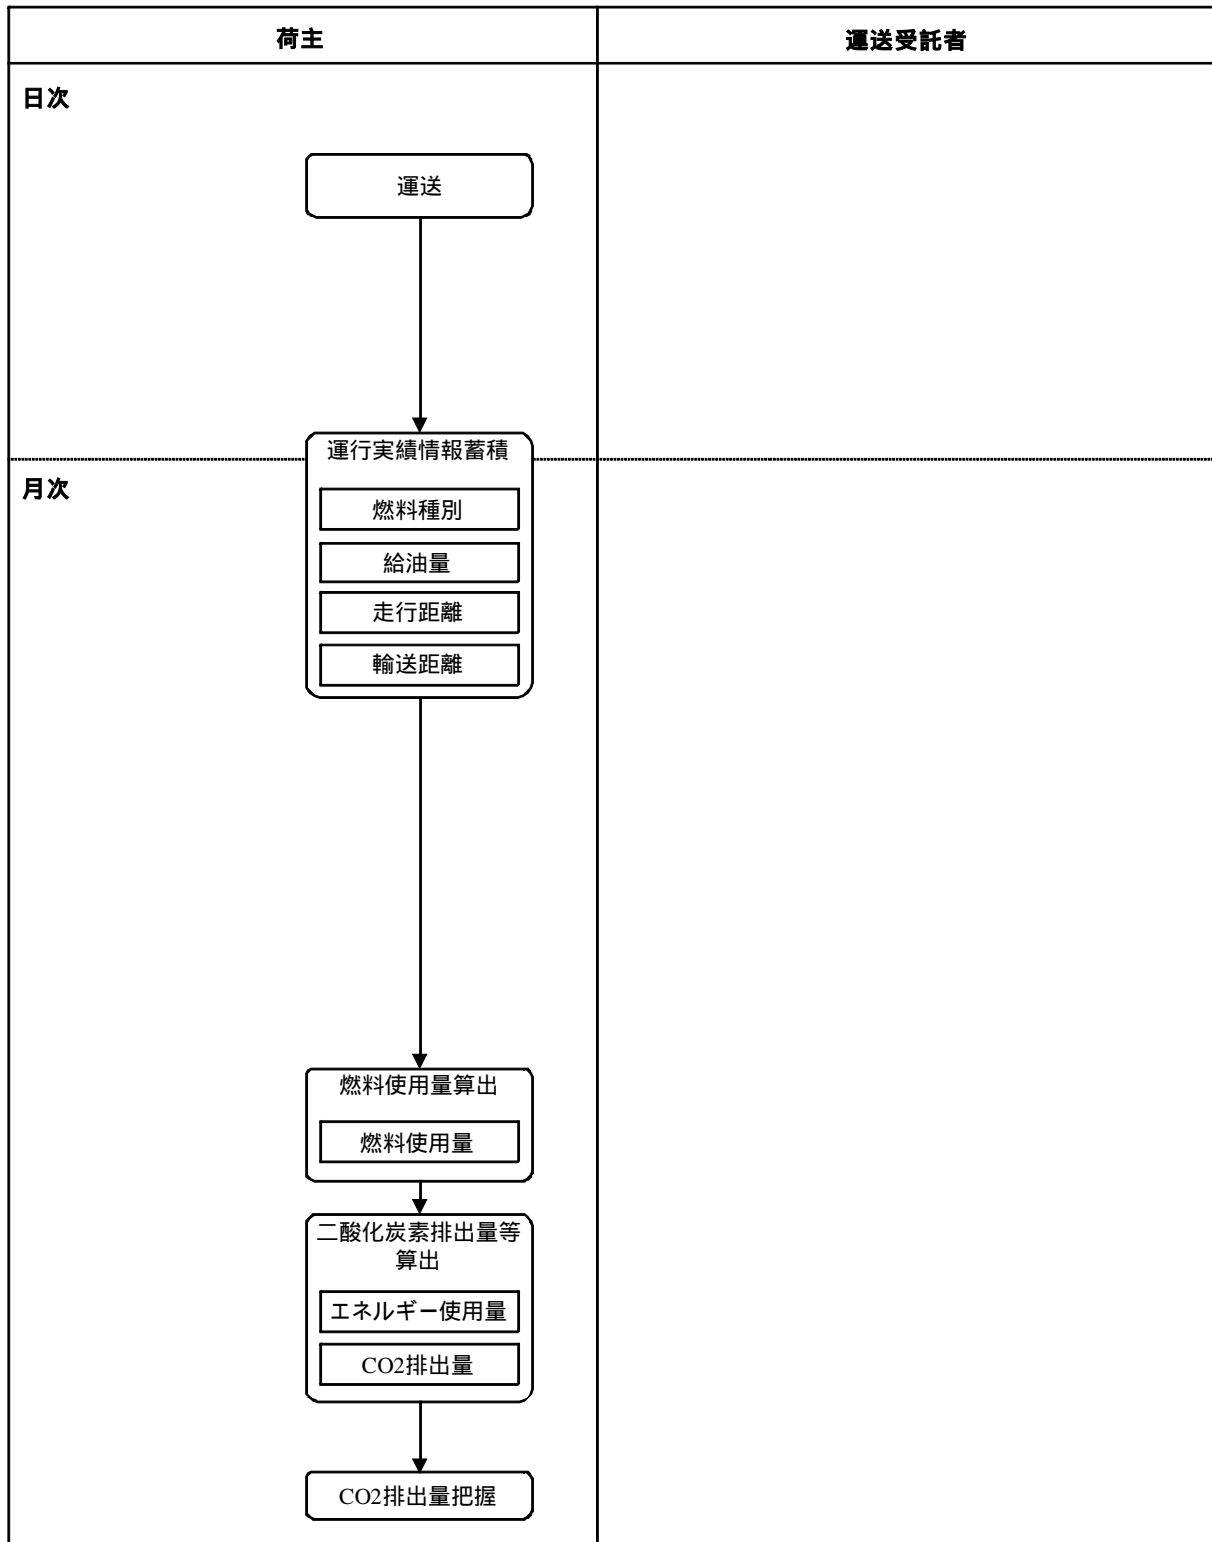 荷主
運送受託者
日次
運送
運行実績情報蓄積
月次
燃料種別
給油量
走行距離
輸送距離
燃料使用量算出
燃料使用量
二酸化炭素排出量等
算出
エネルギー使用量
CO2排出量
CO2排出量把握